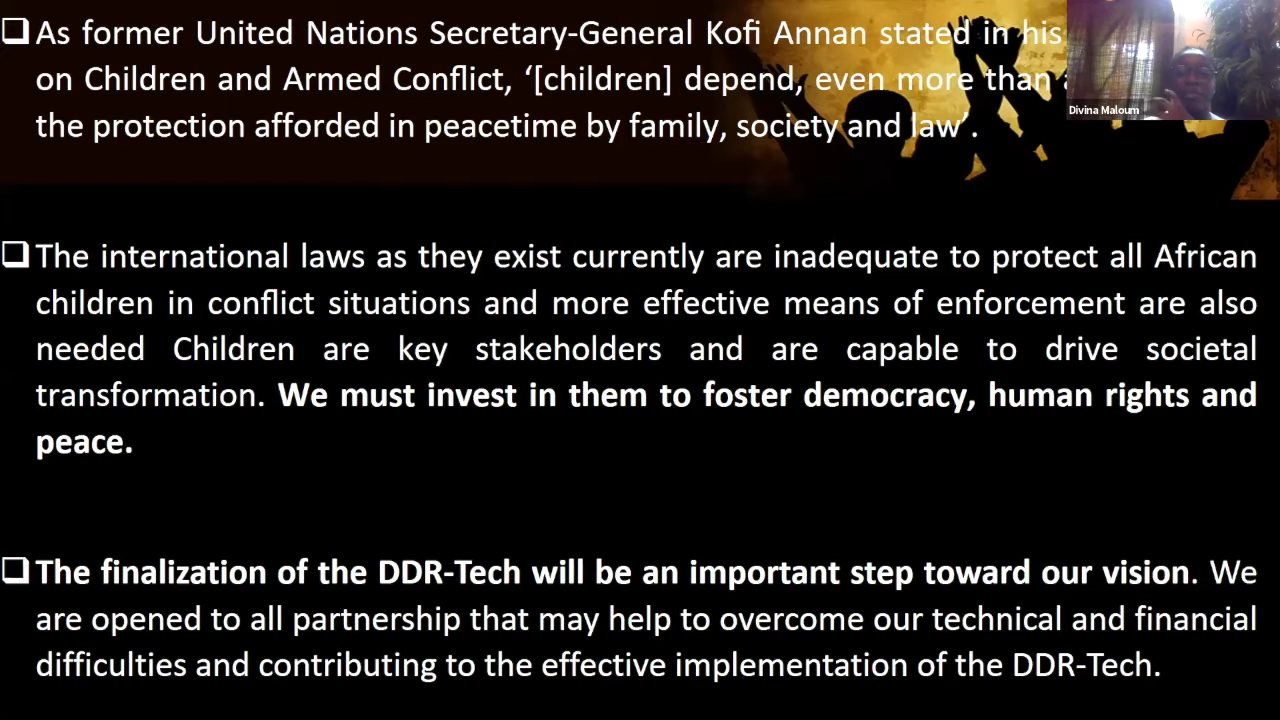 As former United Nations Secretary-General Kofi Annan stated in his
on Children and Armed Conflict, ‘[children] depend, even more than
the protection afforded in peacetime by family, society and law’.
Divina Maloum
The international laws as they exist currently are inadequate to protect all African
children in conflict situations and more effective means of enforcement are also
needed Children are key stakeholders and are capable to drive societal
transformation. We must invest in them to foster democracy, human rights and
peace.
The finalization of the DDR-Tech will be an important step toward our vision. We
are opened to all partnership that may help to overcome our technical and financial
difficulties and contributing to the effective implementation of the DDR-Tech.